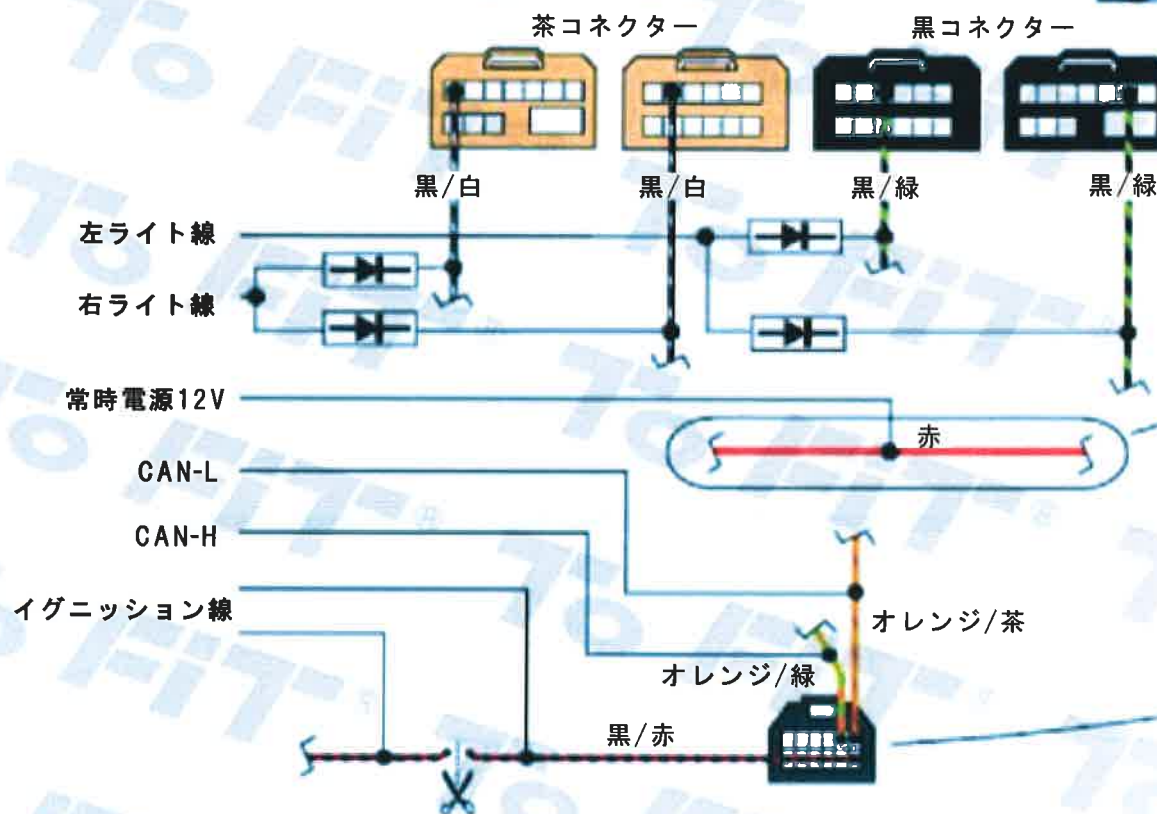 茶コネクター
黒コネクター
黒/白
黒/白
黒/緑
黒/緑
左ライト線
右ライト線
常時電源12V
赤
CAN-L
CAN-H
イグニッション線
オレンジ/茶
オレンジ/緑
黒/赤
TO FIT®